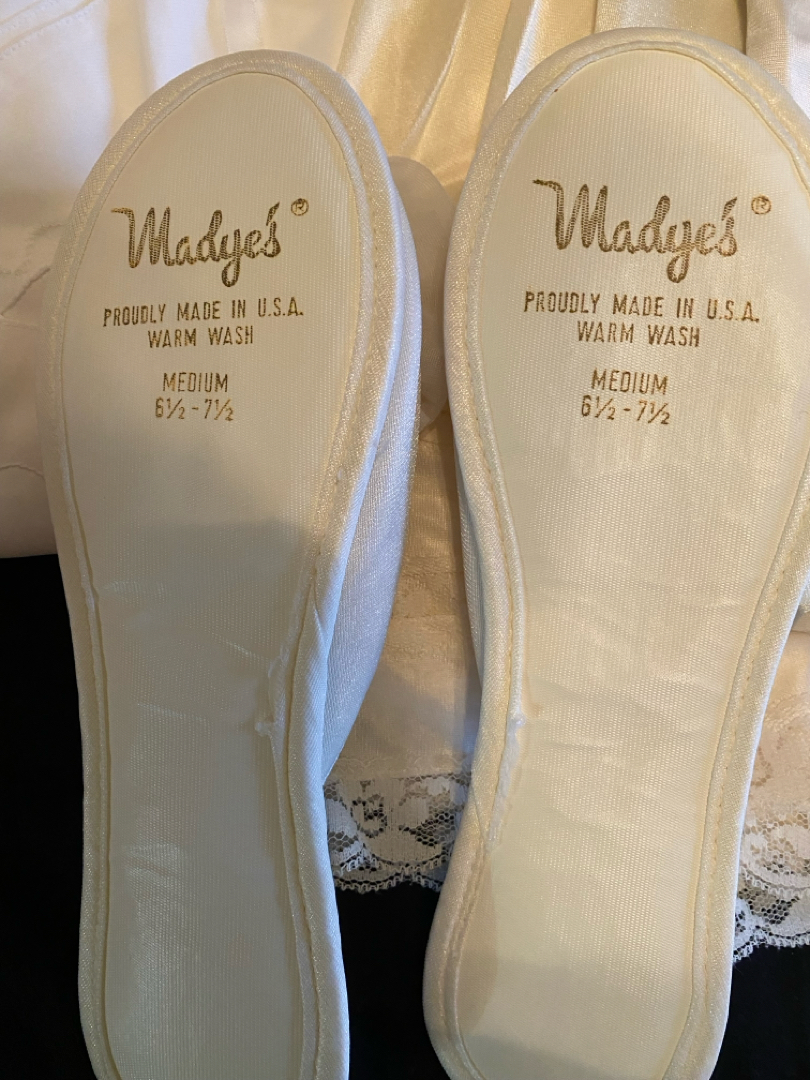 Madye's®
PROUDLY MADE IN U.S.A.
WARM WASH
MEDIUM
6½ - 7½
Madye's®
PROUDLY MADE IN U.S.A.
WARM WASH
MEDIUM
6½ - 7½